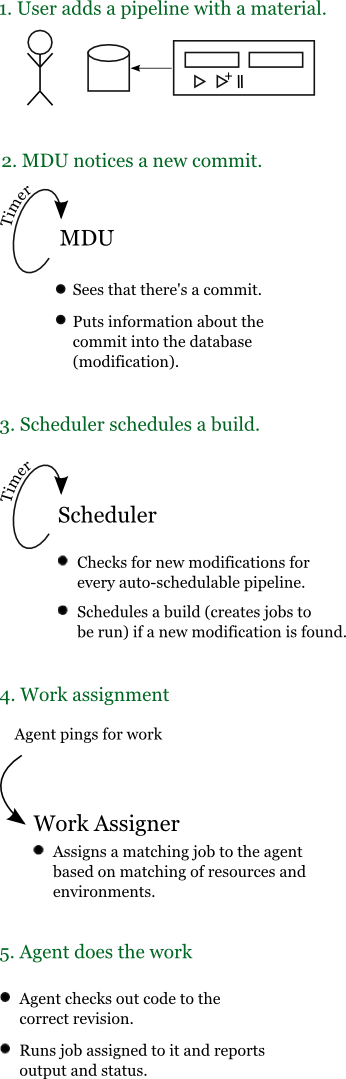 1. User adds a pipeline with a material.
2. MDU notices a new commit.
Timer
MDU
Sees that there's a commit.
Puts information about the
commit into the database
(modification).
3. Scheduler schedules a build.
Timer
Scheduler
Checks for new modifications for
every auto-schedulable pipeline.
Schedules a build (creates jobs to
be run) if a new modification is found.
4. Work assignment
Agent pings for work
Work Assigner
Assigns a matching job to the agent
based on matching of resources and
environments.
5. Agent does the work
Agent checks out code to the
correct revision.
Runs job assigned to it and reports
output and status.